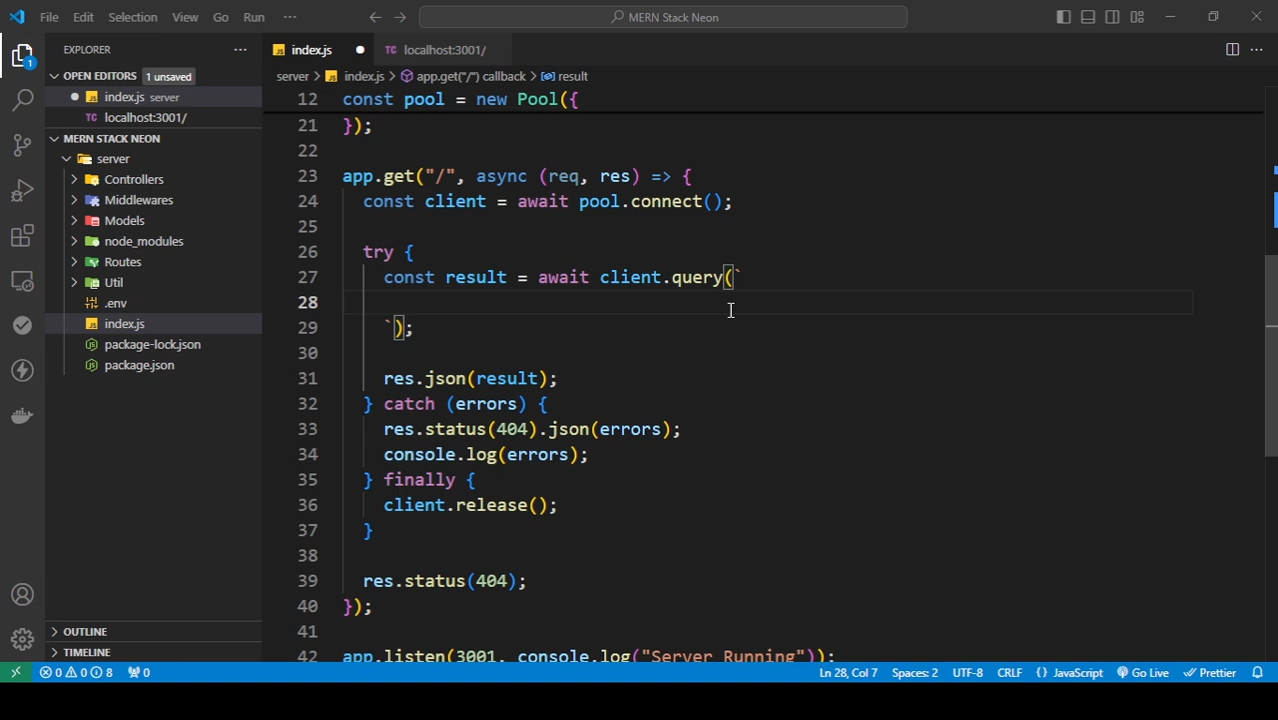 File Edit Selection View Go Run ··· MERN Stack Neon
EXPLORER ···
index.js
localhost:3001/
OPEN EDITORS 1 unsaved
index.js server
localhost:3001/
MERN STACK NEON
server
Controllers
Middlewares
Models
node_modules
Routes
Util
.env
index.js
package-lock.json
package.json
OUTLINE
TIMELINE
1
server > index.js > app.get("/") callback > result
12 const pool = new Pool({
21 });
22
23 app.get("/", async (req, res) => {
24 const client = await pool.connect();
25
26 try {
27 const result = await client.query(`
28
29 `);
30
31 res.json(result);
32 } catch (errors) {
33 res.status(404).json(errors);
34 console.log(errors);
35 } finally {
36 client.release();
37 }
38
39 res.status(404);
40 });
41
42 app.listen(3001, console.log("Server Running"));
0 0 8 0 Ln 28, Col 7 Spaces: 2 UTF-8 CRLF {} JavaScript Go Live Prettier